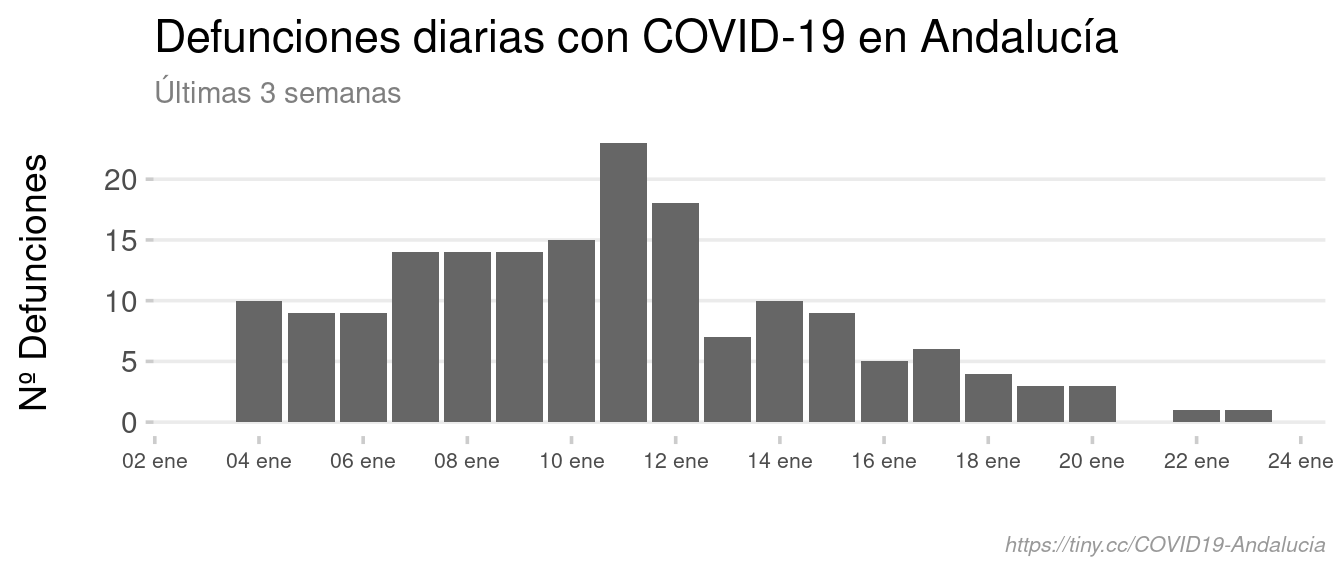 Defunciones diarias con COVID-19 en Andalucía
Últimas 3 semanas
Nº Defunciones
20
15
10
5
0
02 ene 04 ene 06 ene 08 ene 10 ene 12 ene 14 ene 16 ene 18 ene 20 ene 22 ene 24 ene
https://tiny.cc/COVID19-Andalucia